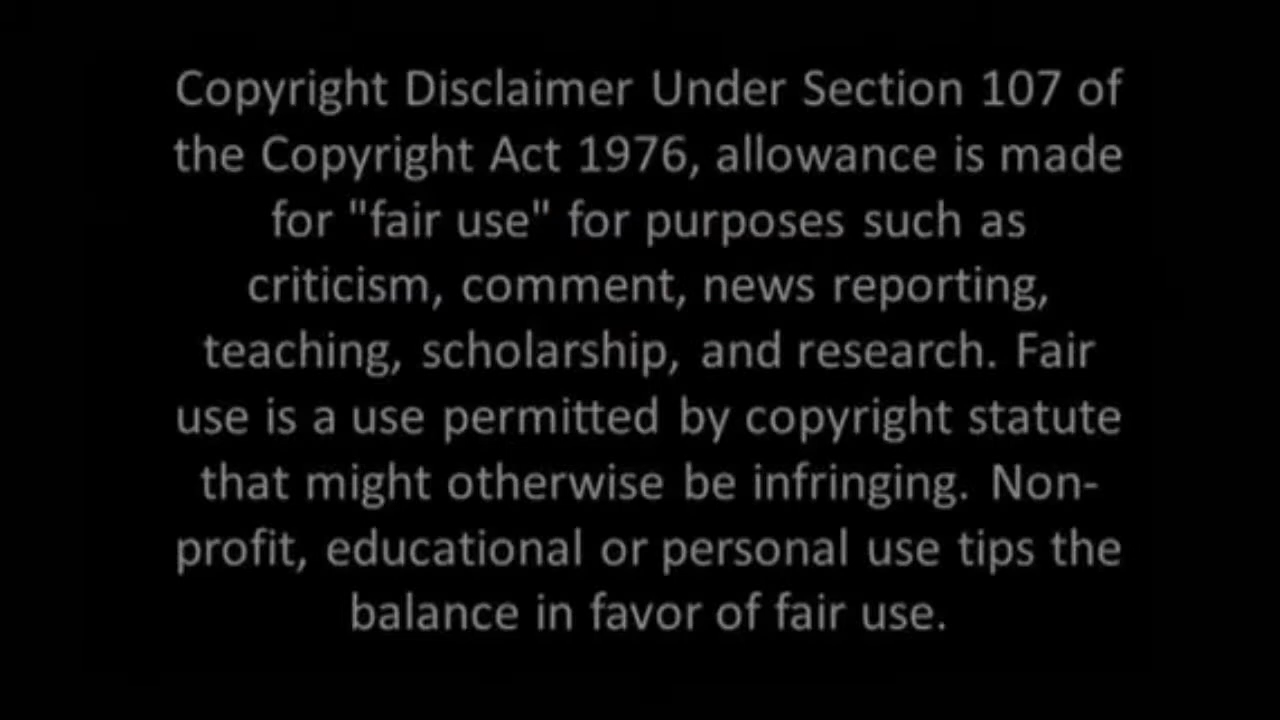 Copyright Disclaimer Under Section 107 of
the Copyright Act 1976, allowance is made
for "fair use" for purposes such as
criticism, comment, news reporting,
teaching, scholarship, and research. Fair
use is a use permitted by copyright statute
that might otherwise be infringing. Non-
profit, educational or personal use tips the
balance in favor of fair use.